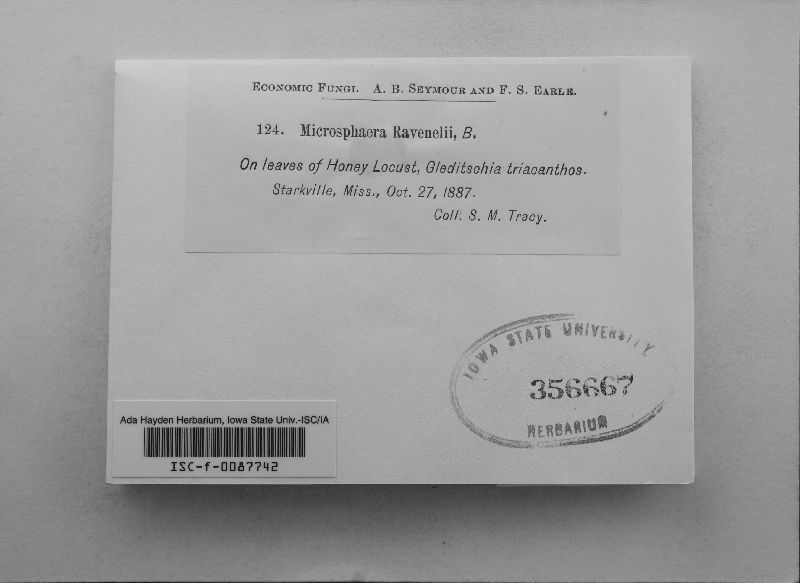 Economic Fungi. A. B. Seymour and F. S. Earle.
124. Microsphaera Ravenelii, B.
On leaves of Honey Locust, Gleditschia triacanthos.
Starkville, Miss., Oct. 27, 1887.
Coll. S. M. Tracy.
IOWA STATE UNIVERSITY
356667
HERBARIUM
Ada Hayden Herbarium, Iowa State Univ.-ISC/IA
ISC-f-0087742